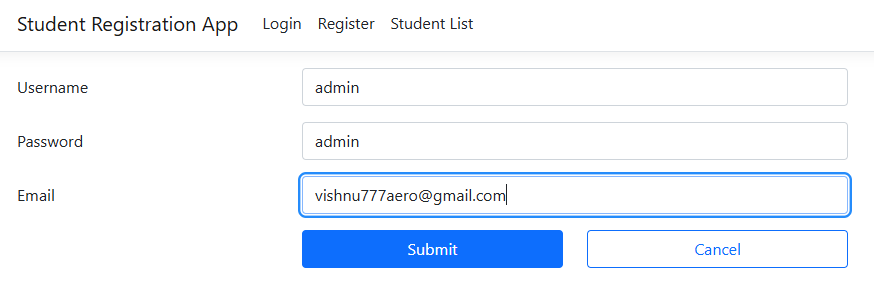 Student Registration App Login Register Student List
Username admin
Password admin
Email vishnu777aero@gmail.com
Submit Cancel